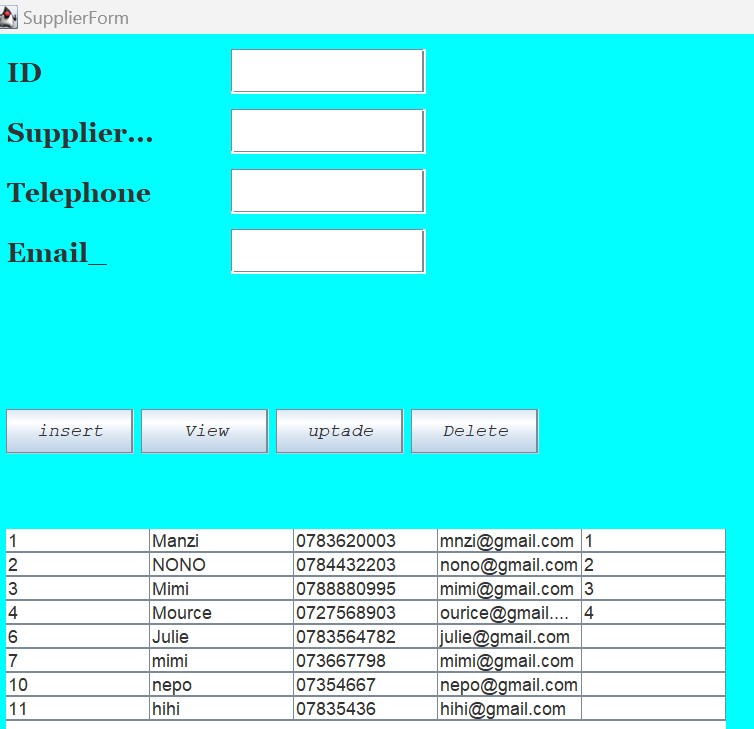 SupplierForm
ID
Supplier...
Telephone
Email_
insert View uptade Delete
1 Manzi 0783620003 mnzi@gmail.com 1
2 NONO 0784432203 nono@gmail.com 2
3 Mimi 0788880995 mimi@gmail.com 3
4 Mource 0727568903 ourice@gmail.... 4
6 Julie 0783564782 julie@gmail.com
7 mimi 073667798 mimi@gmail.com
10 nepo 07354667 nepo@gmail.com
11 hihi 07835436 hihi@gmail.com